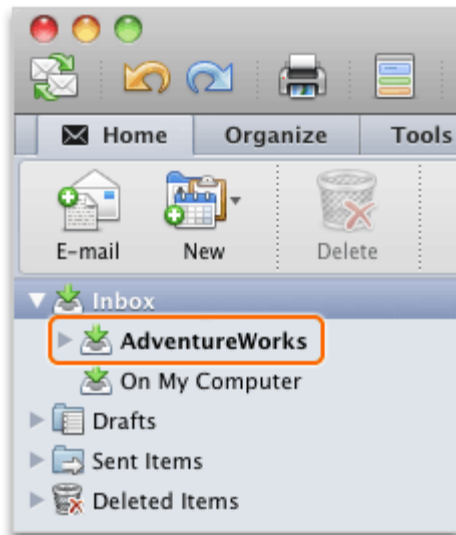 Home Organize Tools
E-mail New Delete
Inbox
AdventureWorks
On My Computer
Drafts
Sent Items
Deleted Items